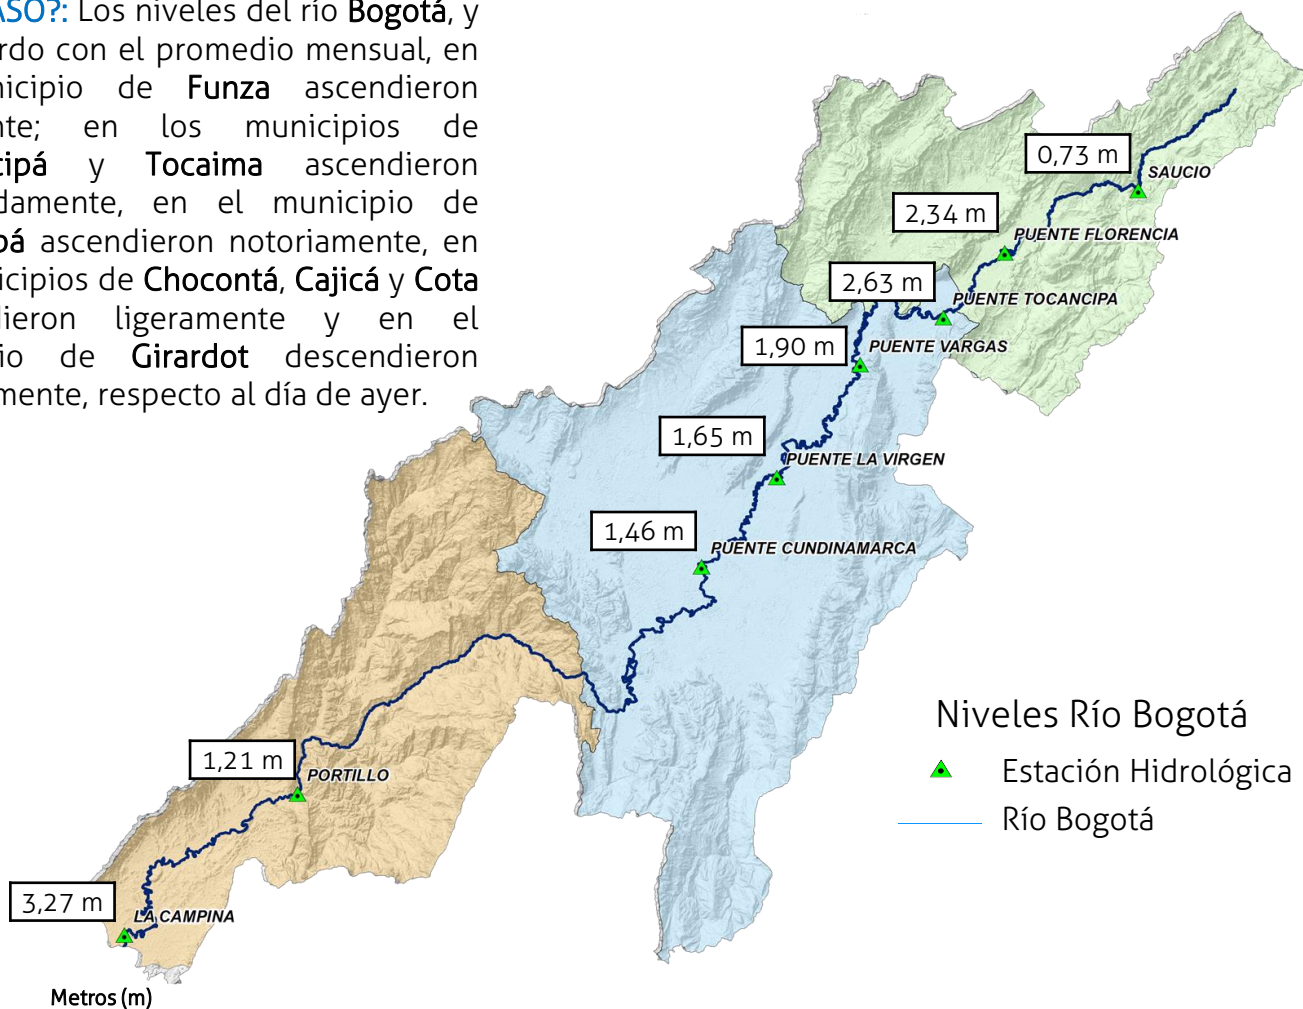 ASO?: Los niveles del río Bogotá, y
rdo con el promedio mensual, en
nicipio de Funza ascendieron
nte; en los municipios de
cipá y Tocaima ascendieron
damente, en el municipio de
pá ascendieron notoriamente, en
icipios de Chocontá, Cajicá y Cota
dieron ligeramente y en el
io de Girardot descendieron
mente, respecto al día de ayer.
0,73 m
SAUCIO
2,34 m
PUENTE FLORENCIA
2,63 m
PUENTE TOCANCIPA
1,90 m
PUENTE VARGAS
1,65 m
PUENTE LA VIRGEN
1,46 m
PUENTE CUNDINAMARCA
1,21 m
PORTILLO
3,27 m
LA CAMPINA
Metros (m)
Niveles Río Bogotá
Estación Hidrológica
Río Bogotá